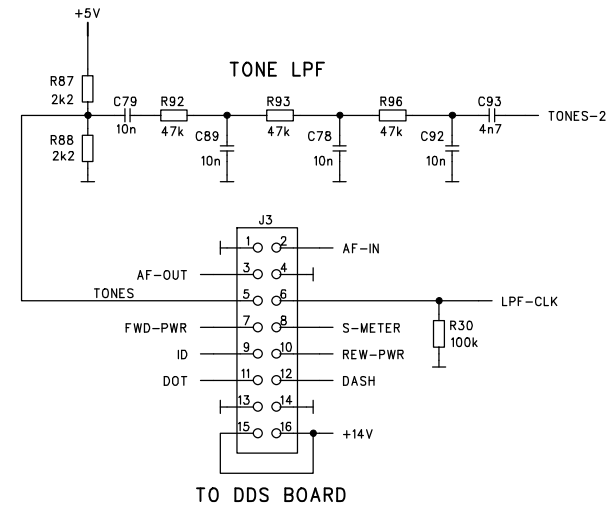 +5V
TONE LPF
R87
2k2
C79
10n
R92
47k
C89
10n
R93
47k
C78
10n
R96
47k
C92
10n
C93
4n7
TONES-2
R88
2k2
J3
1 2 AF-IN
AF-OUT 3 4
TONES 5 6 LPF-CLK
R30
100k
FWD-PWR 7 8 S-METER
ID 9 10 REW-PWR
DOT 11 12 DASH
13 14
15 16 +14V
TO DDS BOARD